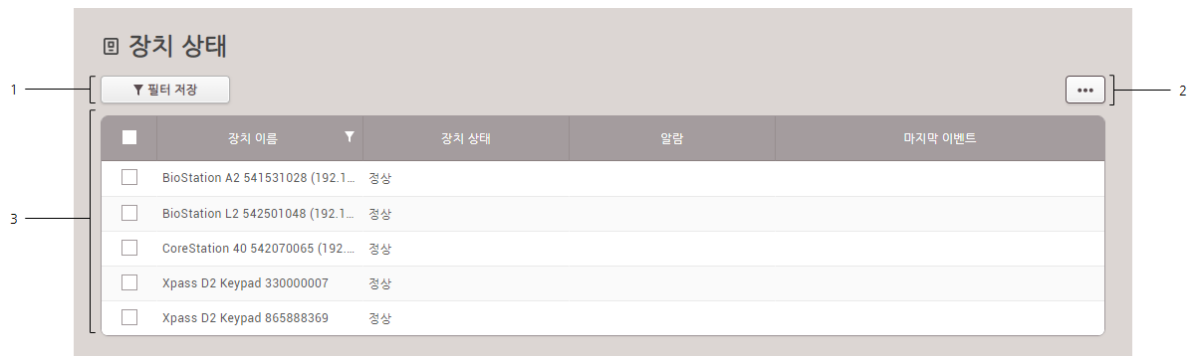 장치 상태
1
필터 저장
•••
2
장치 이름 장치 상태 알람 마지막 이벤트
BioStation A2 541531028 (192.1... 정상
BioStation L2 542501048 (192.1... 정상
3
CoreStation 40 542070065 (192.... 정상
Xpass D2 Keypad 330000007 정상
Xpass D2 Keypad 865888369 정상